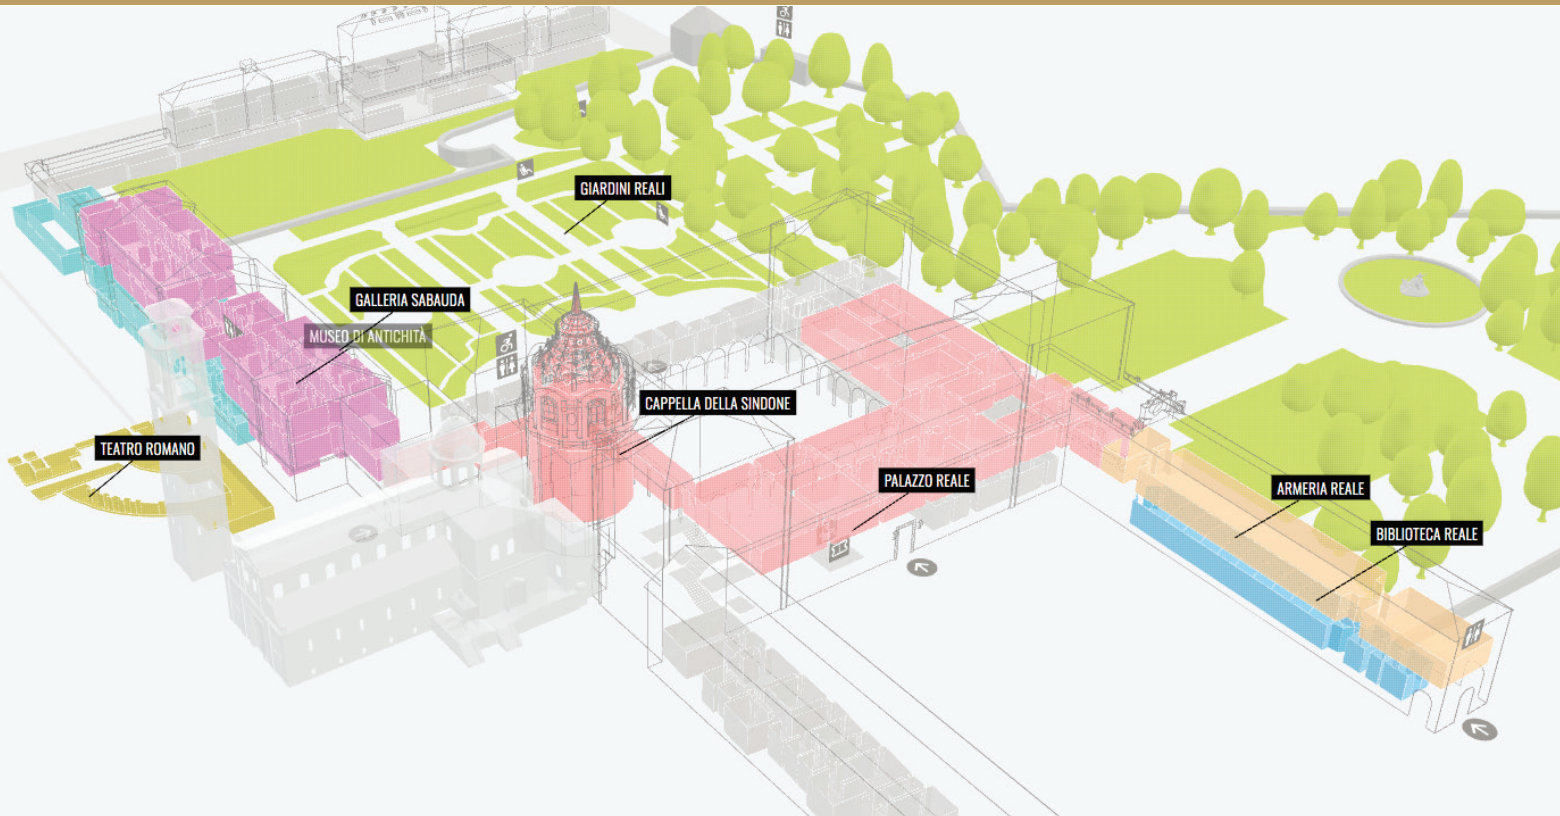 GIARDINI REALI
GALLERIA SABAUDA
MUSEO DI ANTICHITÀ
CAPPELLA DELLA SINDONE
TEATRO ROMANO
PALAZZO REALE
ARMERIA REALE
BIBLIOTECA REALE